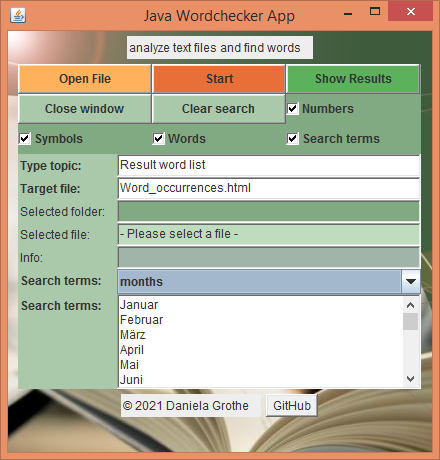 Java Wordchecker App
analyze text files and find words
Open File Start Show Results
Close window Clear search Numbers
Symbols Words Search terms
Type topic: Result word list
Target file: Word_occurrences.html
Selected folder:
Selected file: - Please select a file -
Info:
Search terms: months
Search terms: Januar
Februar
März
April
Mai
Juni
© 2021 Daniela Grothe GitHub